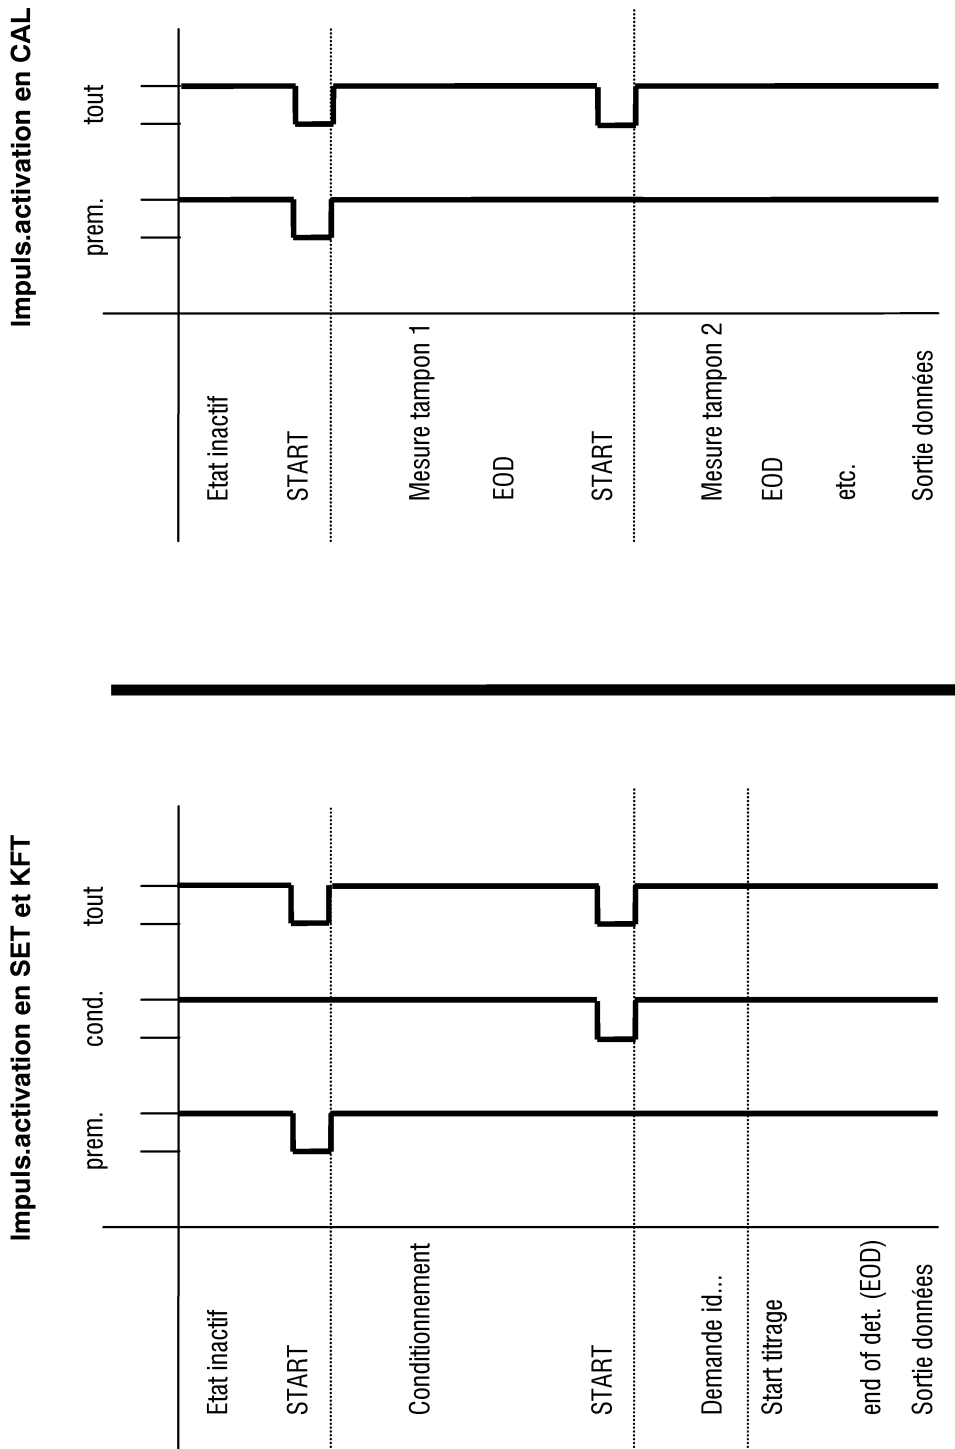 Impuls.activation en SET et KFT
prem.
cond.
tout
Etat inactif
START
Conditionnement
START
Demande id...
Start titrage
end of det. (EOD)
Sortie données
Impuls.activation en CAL
prem.
tout
Etat inactif
START
Mesure tampon 1
EOD
START
Mesure tampon 2
EOD
etc.
Sortie données